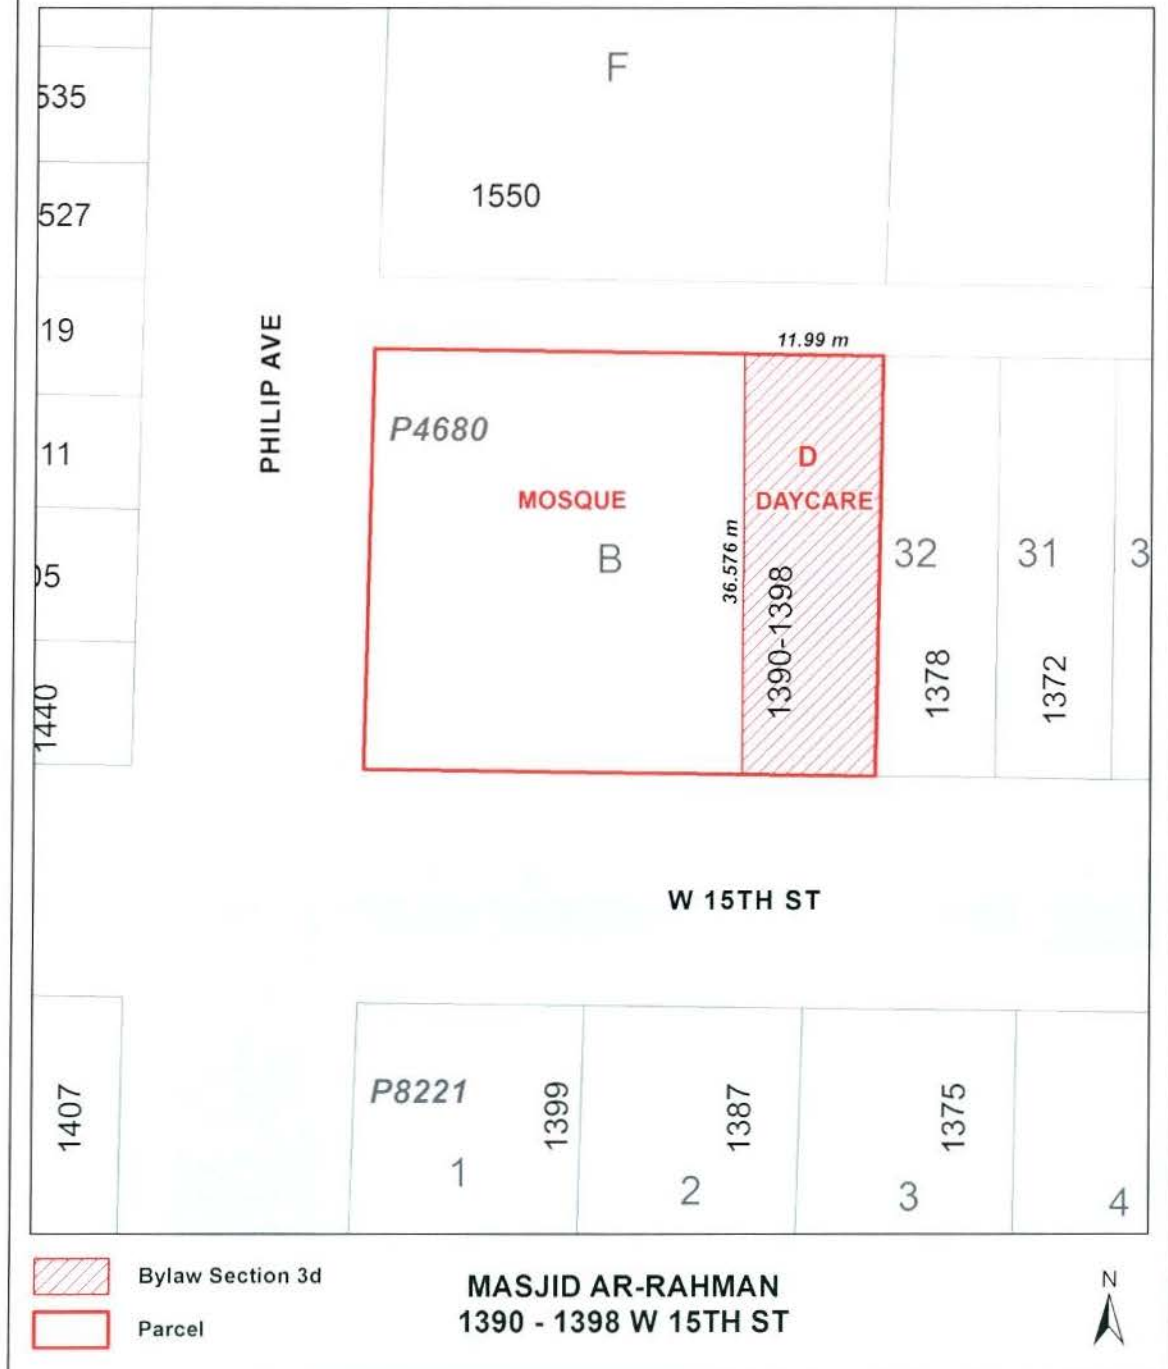 F
535
1550
527
19
PHILIP AVE
11.99 m
P4680
11
D
MOSQUE
DAYCARE
B
36.576 m
32
31
3
05
1390-1398
1378
1372
1440
W 15TH ST
P8221
1407
1399
1387
1375
1
2
3
4
Bylaw Section 3d
Parcel
MASJID AR-RAHMAN
1390 - 1398 W 15TH ST
N